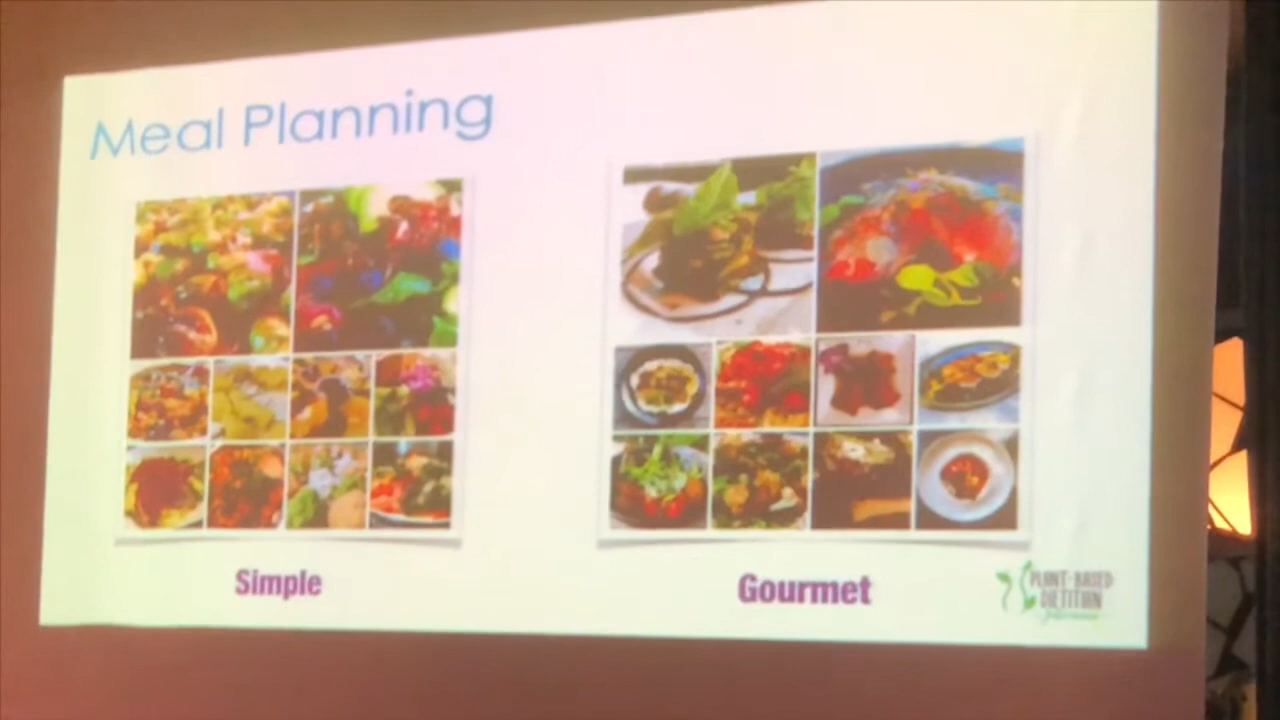 Meal Planning
Simple
Gourmet
PLANT-BASED
DIETITIAN